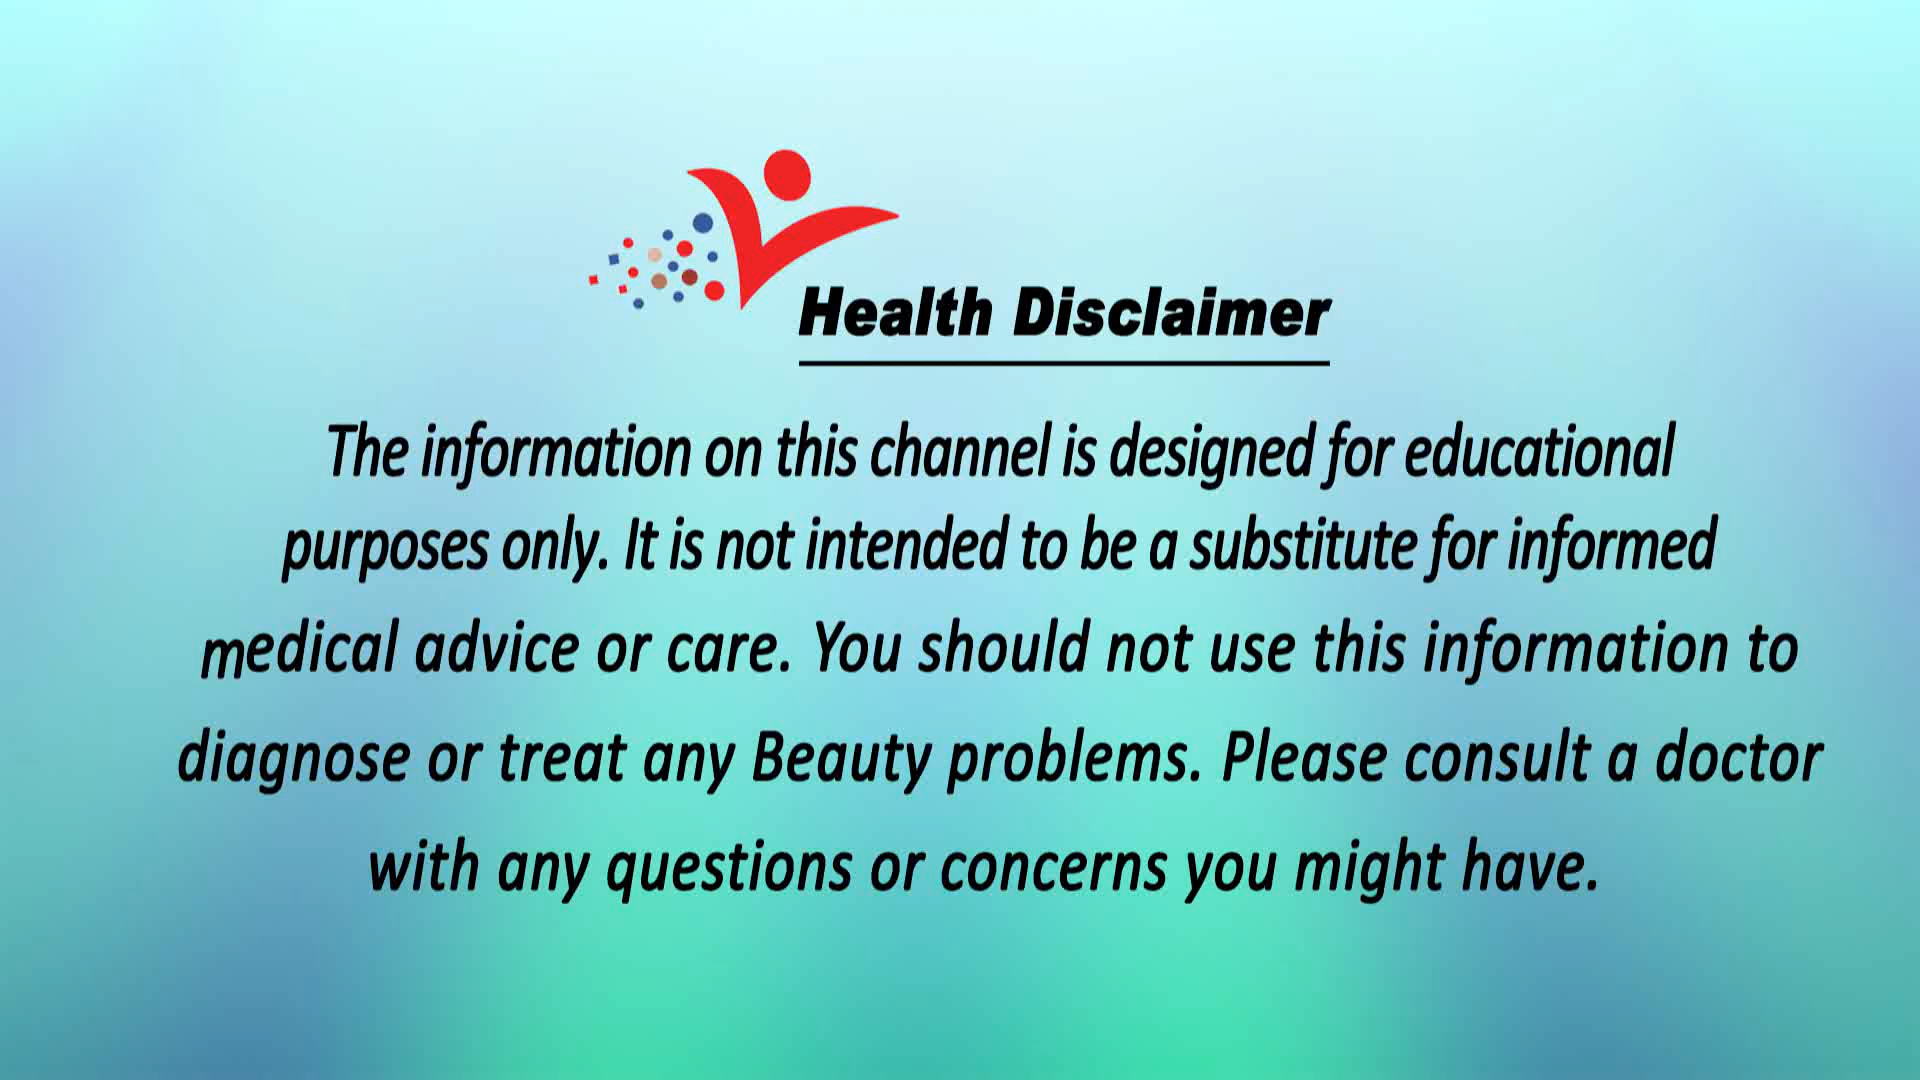 Health Disclaimer
The information on this channel is designed for educational
purposes only. It is not intended to be a substitute for informed
medical advice or care. You should not use this information to
diagnose or treat any Beauty problems. Please consult a doctor
with any questions or concerns you might have.